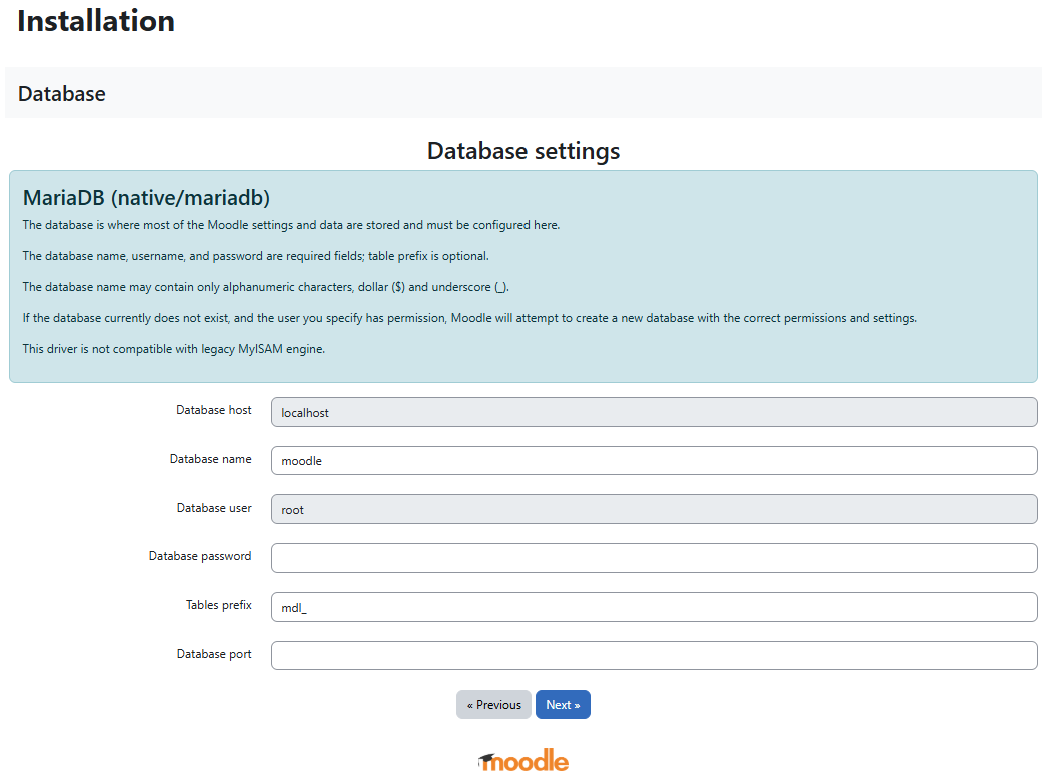 Installation
Database
Database settings
MariaDB (native/mariadb)
The database is where most of the Moodle settings and data are stored and must be configured here.
The database name, username, and password are required fields; table prefix is optional.
The database name may contain only alphanumeric characters, dollar ($) and underscore (_).
If the database currently does not exist, and the user you specify has permission, Moodle will attempt to create a new database with the correct permissions and settings.
This driver is not compatible with legacy MyISAM engine.
Database host localhost
Database name moodle
Database user root
Database password
Tables prefix mdl_
Database port
« Previous Next »
moodle